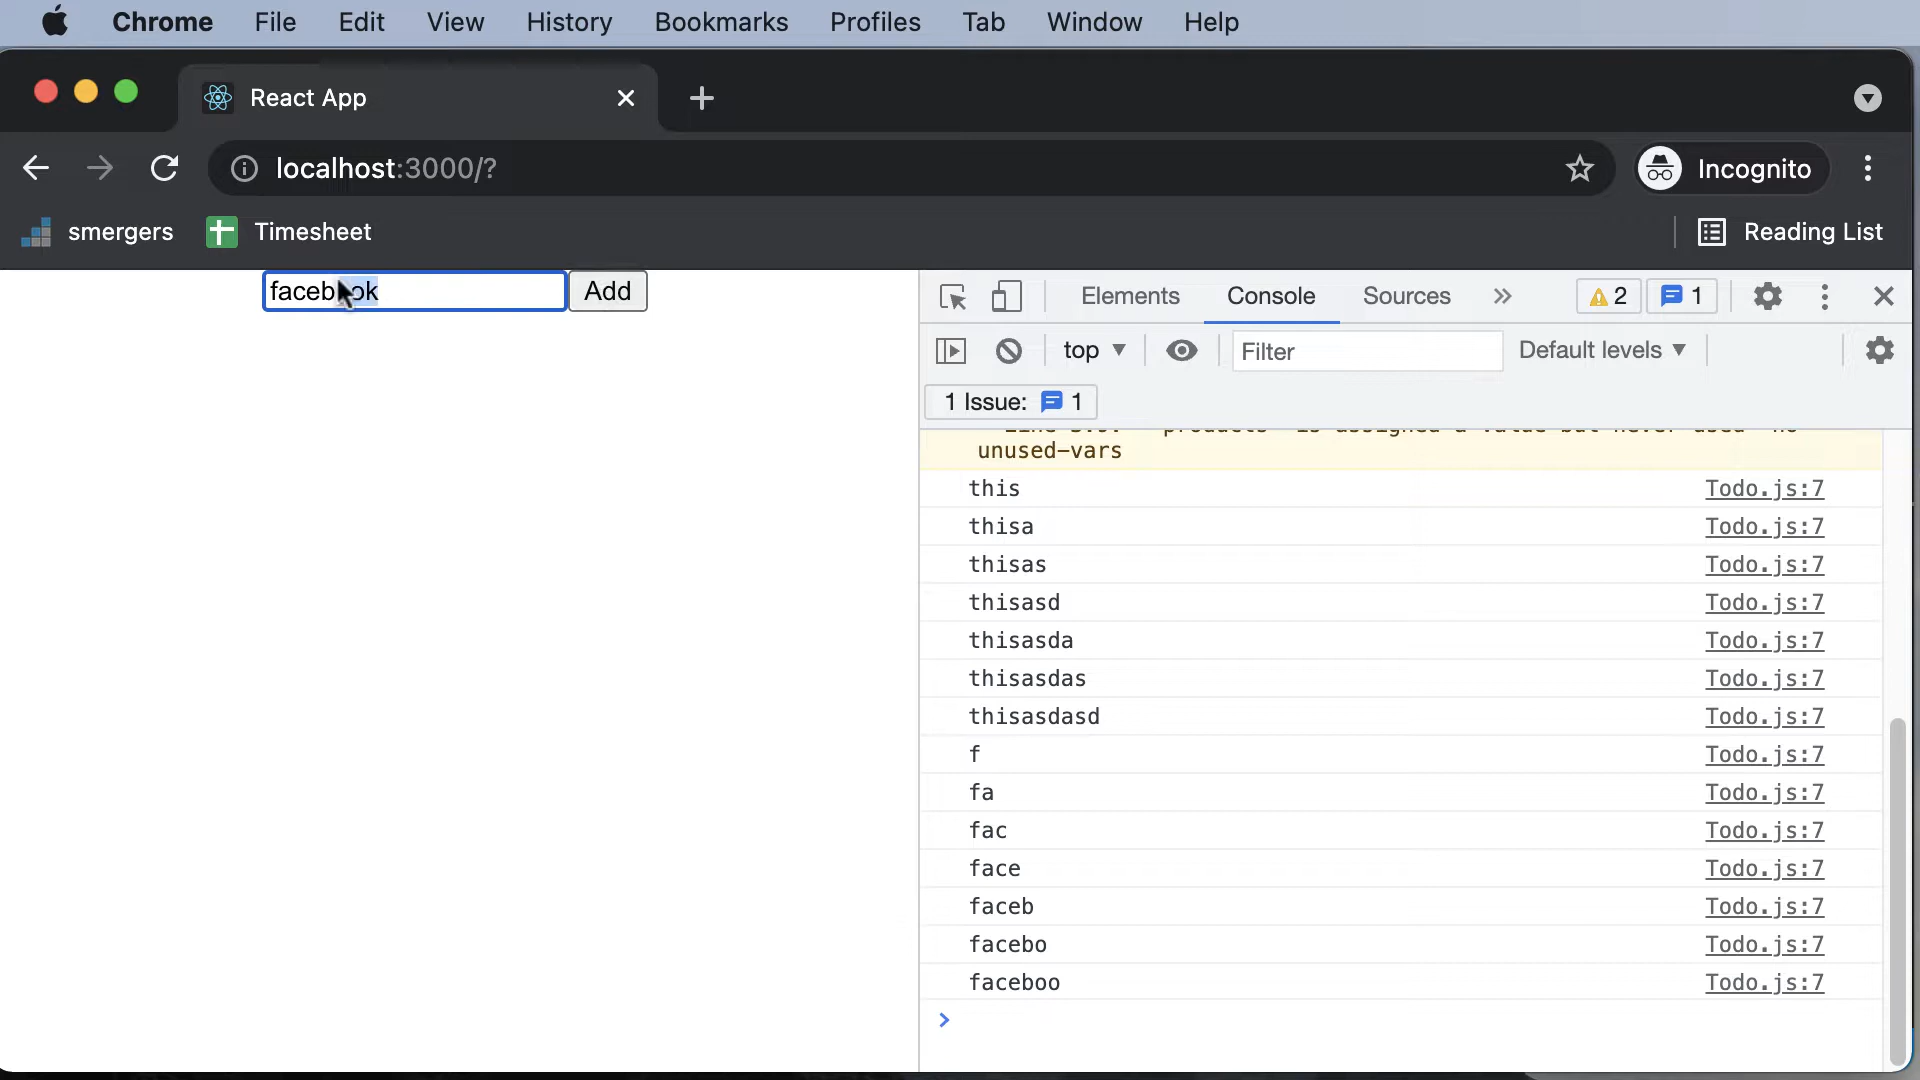 Chrome File Edit View History Bookmarks Profiles Tab Window Help
React App
localhost:3000/?
Incognito
smergers Timesheet Reading List
Add
Elements Console Sources 2 1
top Filter Default levels
1 Issue: 1
unused-vars
this Todo.js:7
thisa Todo.js:7
thisas Todo.js:7
thisasd Todo.js:7
thisasda Todo.js:7
thisasdas Todo.js:7
thisasdasd Todo.js:7
f Todo.js:7
fa Todo.js:7
fac Todo.js:7
face Todo.js:7
faceb Todo.js:7
facebo Todo.js:7
faceboo Todo.js:7